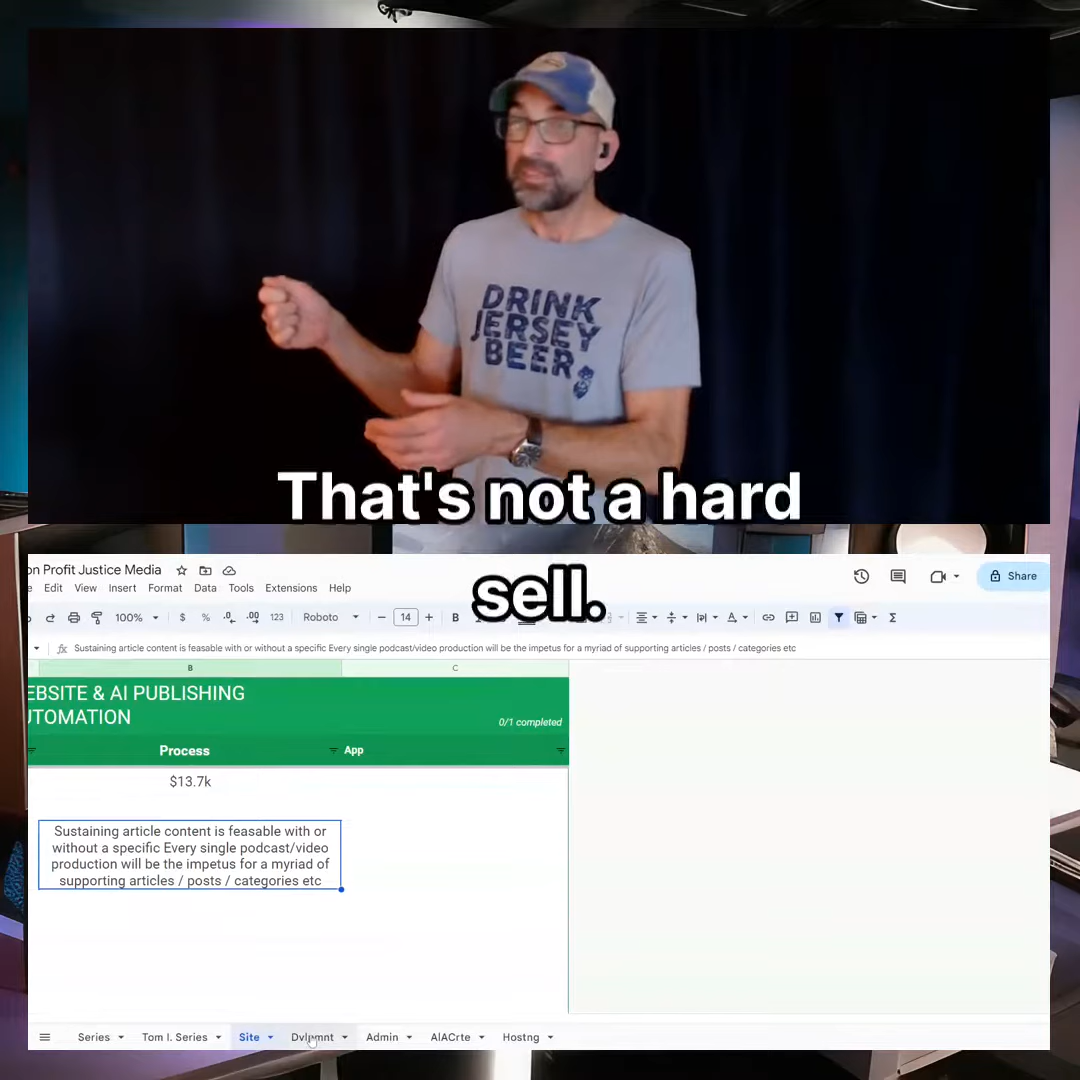 DRINK
JERSEY
BEER
That's not a hard
sell.
on Profit Justice Media
Edit View Insert Format Data Tools Extensions Help
Share
100% $ % .0 .00 123 Roboto 14 B
fx Sustaining article content is feasable with or without a specific Every single podcast/video production will be the impetus for a myriad of supporting articles / posts / categories etc
B C
EBSITE & AI PUBLISHING
UTOMATION
0/1 completed
Process App
$13.7k
Sustaining article content is feasable with or
without a specific Every single podcast/video
production will be the impetus for a myriad of
supporting articles / posts / categories etc
Series Tom I. Series Site Dvlpmnt Admin AIACrte Hostng